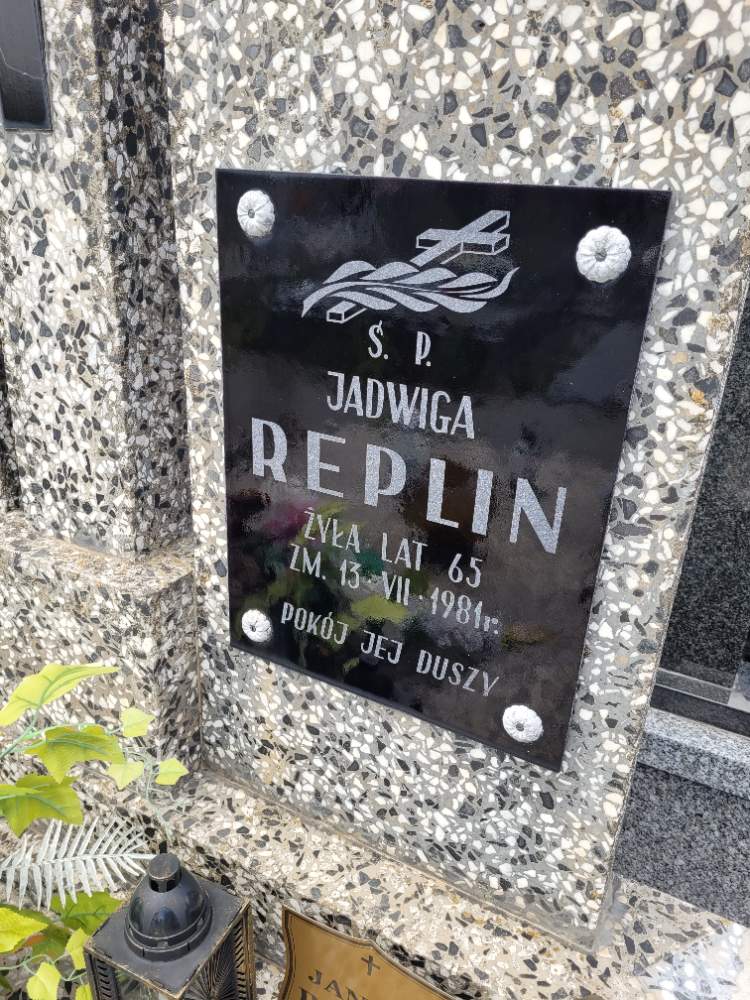 Ś. P.
JADWIGA
REPLIN
ŻYŁA LAT 65
ZM. 13·VII·1981r.
POKÓJ JEJ DUSZY